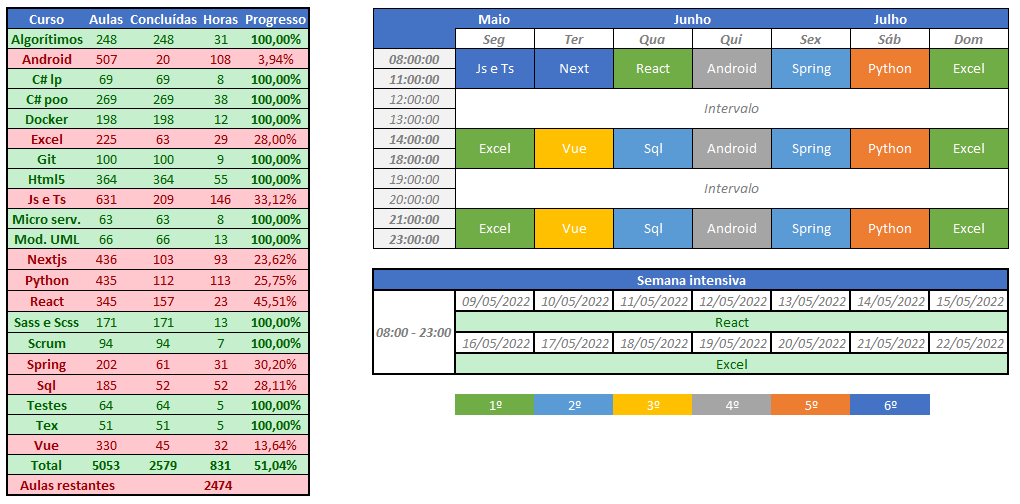 Curso Aulas Concluídas Horas Progresso
Algorítimos 248 248 31 100,00%
Android 507 20 108 3,94%
C# lp 69 69 8 100,00%
C# poo 269 269 38 100,00%
Docker 198 198 12 100,00%
Excel 225 63 29 28,00%
Git 100 100 9 100,00%
Html5 364 364 55 100,00%
Js e Ts 631 209 146 33,12%
Micro serv. 63 63 8 100,00%
Mod. UML 66 66 13 100,00%
Nextjs 436 103 93 23,62%
Python 435 112 113 25,75%
React 345 157 23 45,51%
Sass e Scss 171 171 13 100,00%
Scrum 94 94 7 100,00%
Spring 202 61 31 30,20%
Sql 185 52 52 28,11%
Testes 64 64 5 100,00%
Tex 51 51 5 100,00%
Vue 330 45 32 13,64%
Total 5053 2579 831 51,04%
Aulas restantes 2474
Maio Junho Julho
Seg Ter Qua Qui Sex Sáb Dom
08:00:00
Js e Ts Next React Android Spring Python Excel
11:00:00
12:00:00
Intervalo
13:00:00
14:00:00
Excel Vue Sql Android Spring Python Excel
18:00:00
19:00:00
Intervalo
20:00:00
21:00:00
Excel Vue Sql Android Spring Python Excel
23:00:00
Semana intensiva
09/05/2022 10/05/2022 11/05/2022 12/05/2022 13/05/2022 14/05/2022 15/05/2022
React
08:00 - 23:00
16/05/2022 17/05/2022 18/05/2022 19/05/2022 20/05/2022 21/05/2022 22/05/2022
Excel
1º 2º 3º 4º 5º 6º